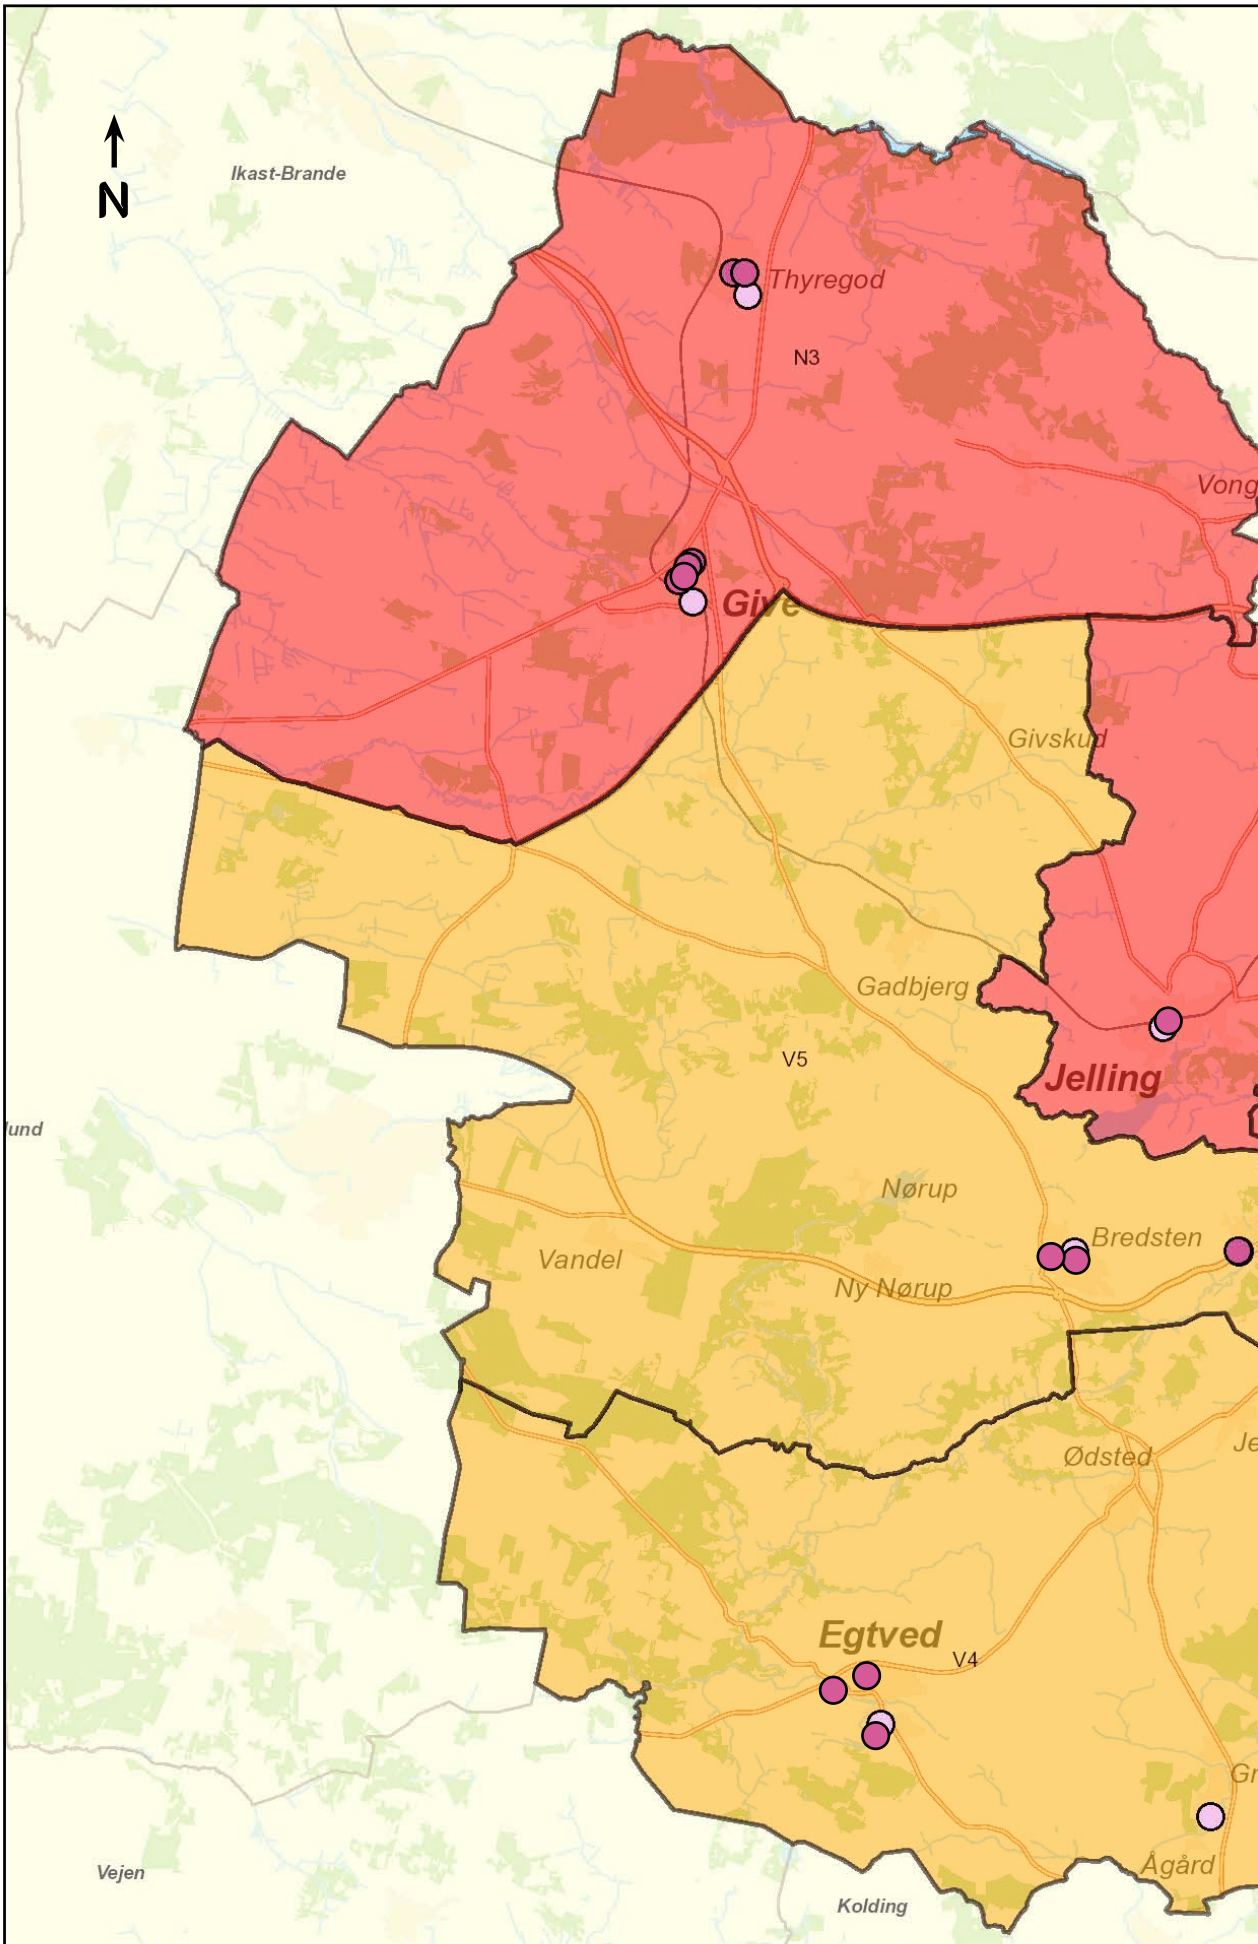 N
Ikast-Brande
Thyregod
N3
Vong
Give
Givskud
Gadbjerg
V5
Jelling
lund
Nørup
Bredsten
Vandel
Ny Nørup
Ødsted
Je
Egtved
V4
Gr
Ågård
Vejen
Kolding